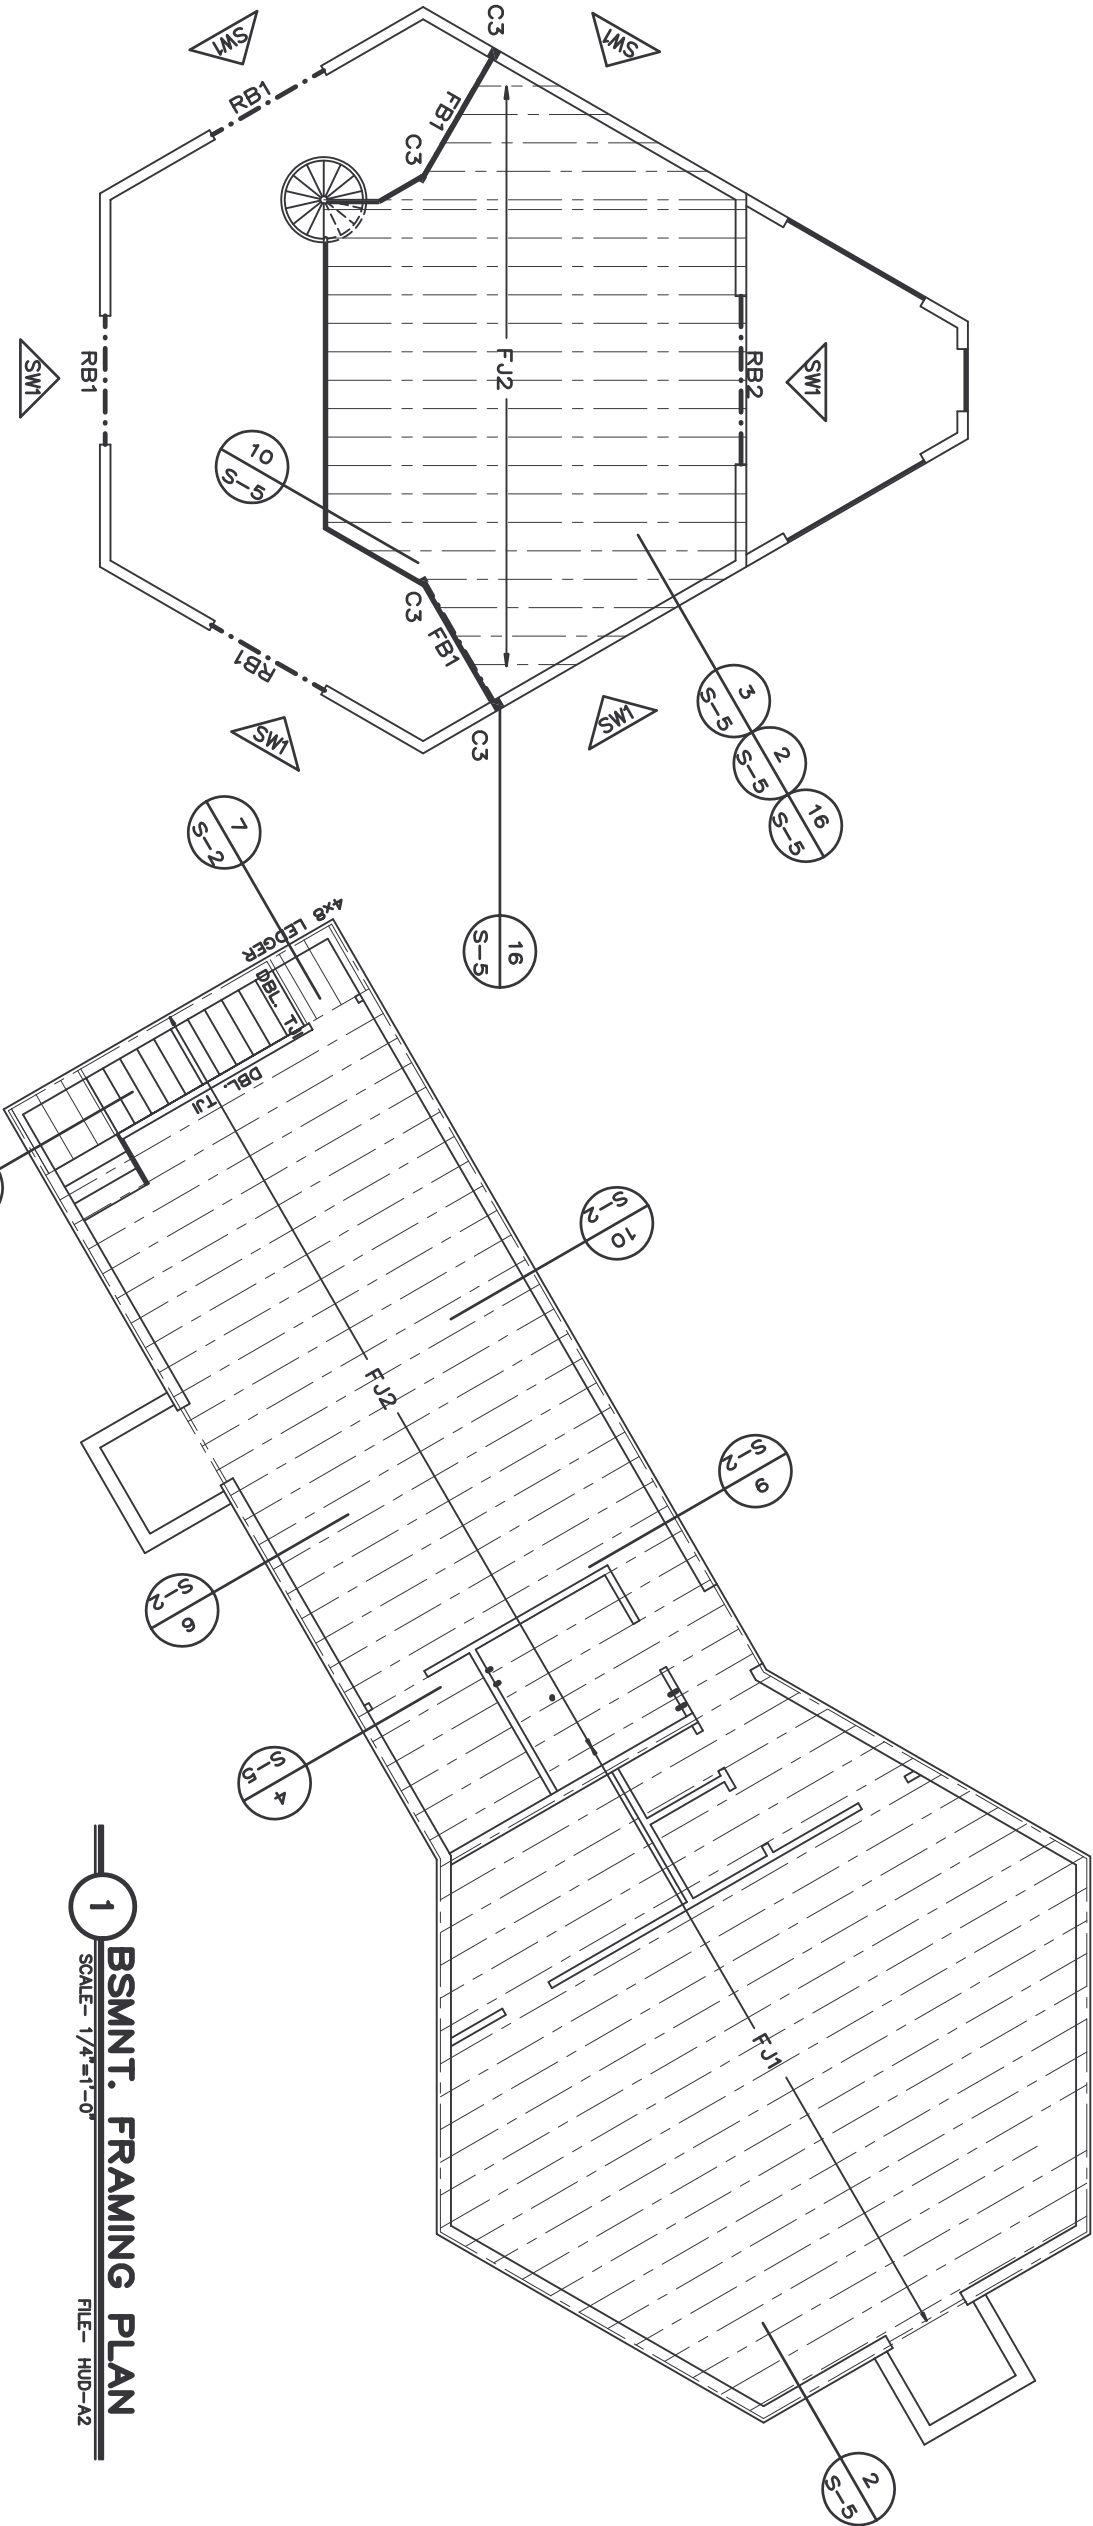 C3
SW1
SW1
RB1
FB1
C3
FJ2
RB2
SW1
RB1
SW1
10
S-5
C3
FB1
RB1
SW1
SW1
C3
3
S-5
2
S-5
16
S-5
7
S-2
16
S-5
4x8 LEDGER
DBL. TJI
DBL. TJI
10
S-2
FJ2
9
S-2
6
S-2
4
S-5
FJ1
2
S-5
1
BSMNT. FRAMING PLAN
SCALE- 1/4"=1'-0"
FILE- HUD-A2